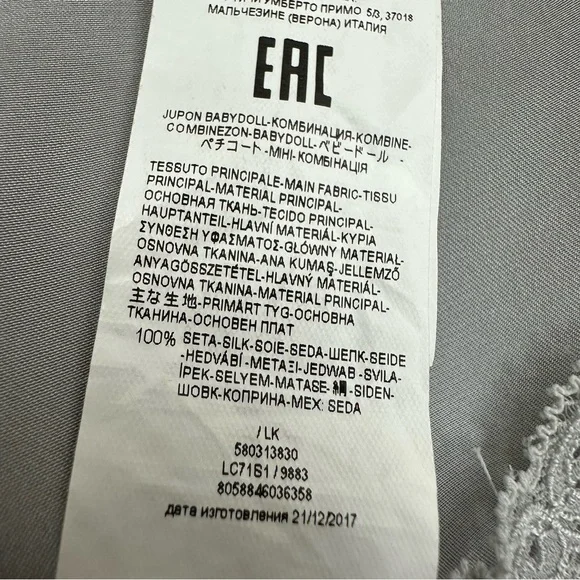 УМБЕРТО ПРИМО 5/3, 37018
МАЛЬЧЕЗИНЕ (ВЕРОНА) ИТАЛИЯ
EAC
JUPON BABYDOLL-КОМБИНАЦИЯ-KOMBINE-
COMBINEZON-BABYDOLL-ベビードール -
ペチコート-МІНІ-КОМБІНАЦІЯ
TESSUTO PRINCIPALE-MAIN FABRIC-TISSU
PRINCIPAL-MATERIAL PRINCIPAL-
ОСНОВНАЯ ТКАНЬ-TECIDO PRINCIPAL-
HAUPTANTEIL-HLAVNÍ MATERIÁL-ΚΥΡΙΑ
ΣΥΝΘΕΣΗ ΥΦΑΣΜΑΤΟΣ-GŁÓWNY MATERIAL-
OSNOVNA TKANINA-ANA KUMAŞ-JELLEMZŐ
ANYAGÖSSZETÉTEL-HLAVNÝ MATERIÁL-
OSNOVNA TKANINA-MATERIAL PRINCIPAL-
主な生地-PRIMÄRT TYG-ОСНОВНА
ТКАНИНА-ОСНОВЕН ПЛАТ
100% SETA-SILK-SOIE-SEDA-ШЕЛК-SEIDE
-HEDVÁBÍ-ΜΕΤΑΞΙ-JEDWAB -SVILA-
İPEK-SELYEM-MATASE-絹-SIDEN-
ШОВК-КОПРИНА-MEX: SEDA
/ LK
580313830
LC71Б1 / 9883
8058846036358
дата изготовления 21/12/2017